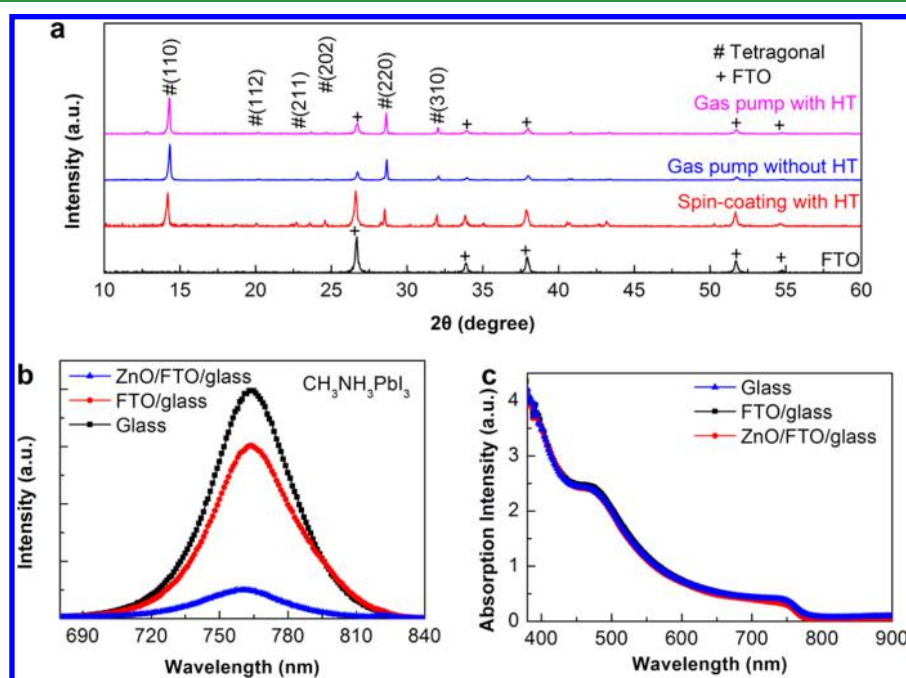 a
Intensity (a.u.)
#(110)
#(112)
#(211)
#(202)
#(220)
#(310)
# Tetragonal
+ FTO
Gas pump with HT
+ + + + +
Gas pump without HT
Spin-coating with HT
+ + + + +
FTO
10 15 20 25 30 35 40 45 50 55 60
2θ (degree)
b
Intensity (a.u.)
ZnO/FTO/glass
FTO/glass
Glass
CH₃NH₃PbI₃
690 720 750 780 810 840
Wavelength (nm)
c
Absorption Intensity (a.u.)
4
3
2
1
0
Glass
FTO/glass
ZnO/FTO/glass
400 500 600 700 800 900
Wavelength (nm)